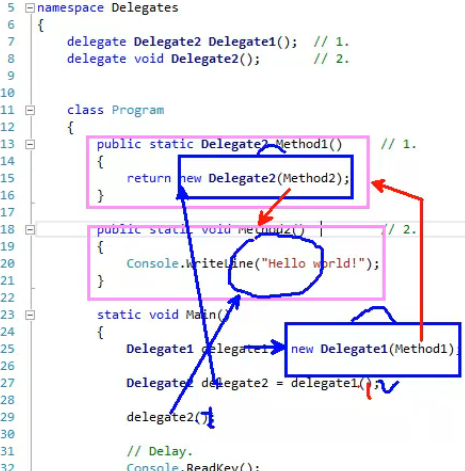 5 namespace Delegates
6 {
7 delegate Delegate2 Delegate1(); // 1.
8 delegate void Delegate2(); // 2.
9
10
11 class Program
12 {
13 public static Delegate2 Method1() // 1.
14 {
15 return new Delegate2(Method2);
16 }
17
18 public static void Method2() // 2.
19 {
20 Console.WriteLine("Hello world!");
21 }
22
23 static void Main()
24 {
25 Delegate1 delegate1 = new Delegate1(Method1);
26
27 Delegate2 delegate2 = delegate1();
28
29 delegate2();
30
31 // Delay.
32 Console.ReadKey();